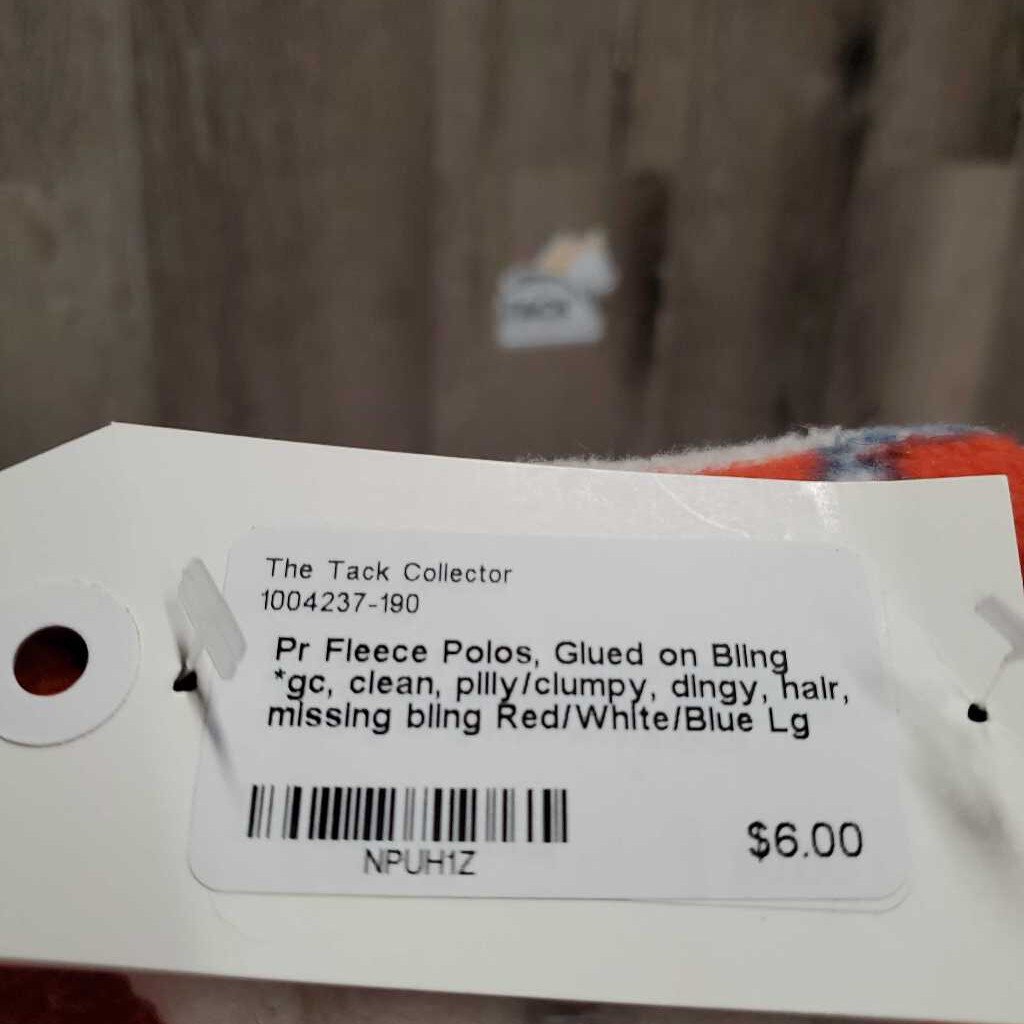 The Tack Collector
1004237-190
Pr Fleece Polos, Glued on Bling
*gc, clean, pilly/clumpy, dingy, hair,
missing bling Red/White/Blue Lg
NPUH1Z
$6.00